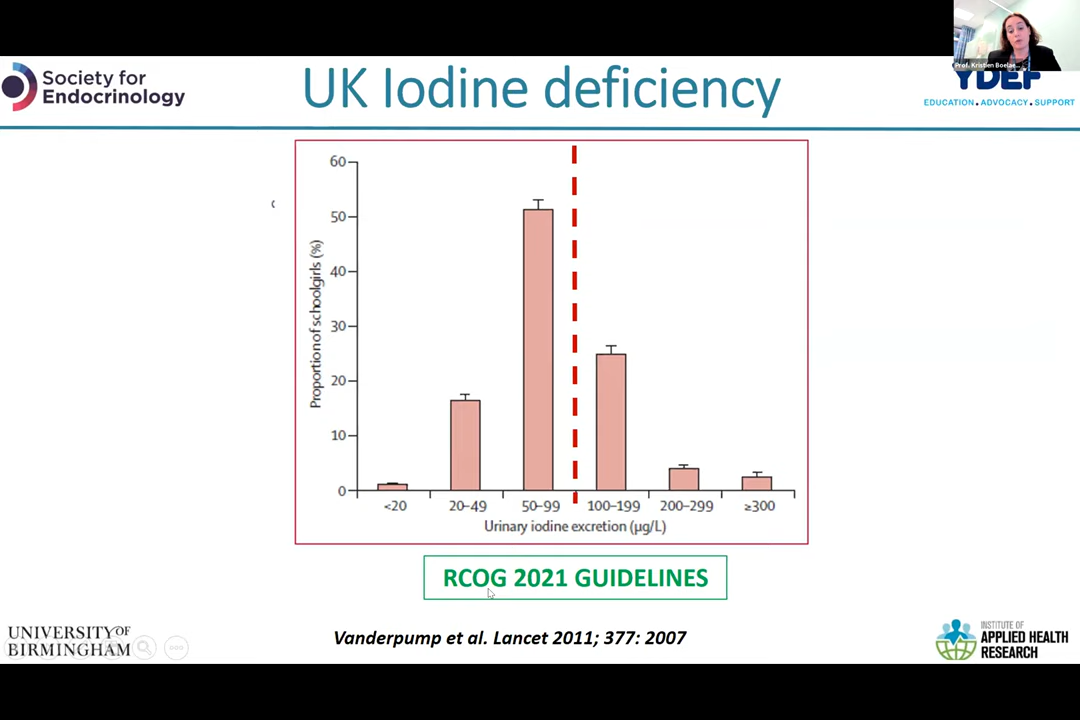 Prof. Kristien Boelae...
Society for
Endocrinology
UK Iodine deficiency
YDEF
EDUCATION. ADVOCACY. SUPPORT
60
50
40
30
20
10
0
Proportion of schoolgirls (%)
<20
20–49
50–99
100–199
200–299
≥300
Urinary iodine excretion (µg/L)
RCOG 2021 GUIDELINES
Vanderpump et al. Lancet 2011; 377: 2007
UNIVERSITY OF
BIRMINGHAM
INSTITUTE OF
APPLIED HEALTH
RESEARCH